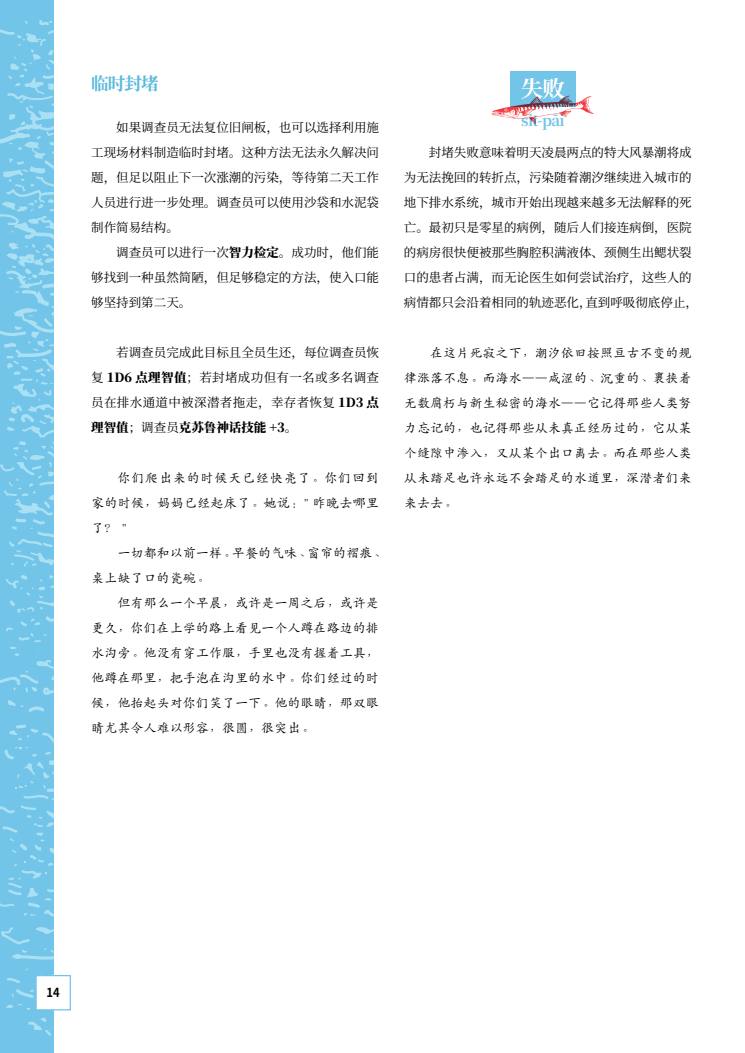 临时封堵
如果调查员无法复位旧闸板，也可以选择利用施
工现场材料制造临时封堵。这种方法无法永久解决问
题，但足以阻止下一次涨潮的污染，等待第二天工作
人员进行进一步处理。调查员可以使用沙袋和水泥袋
制作简易结构。
调查员可以进行一次智力检定。成功时，他们能
够找到一种虽然简陋，但足够稳定的方法，使入口能
够坚持到第二天。
若调查员完成此目标且全员生还，每位调查员恢
复 1D6 点理智值；若封堵成功但有一名或多名调查
员在排水通道中被深潜者拖走，幸存者恢复 1D3 点
理智值；调查员克苏鲁神话技能 +3。
你们爬出来的时候天已经快亮了。你们回到
家的时候，妈妈已经起床了。她说："昨晚去哪里
了？"
一切都和以前一样。早餐的气味、窗帘的褶痕、
桌上缺了口的瓷碗。
但有那么一个早晨，或许是一周之后，或许是
更久，你们在上学的路上看见一个人蹲在路边的排
水沟旁。他没有穿工作服，手里也没有握着工具，
他蹲在那里，把手泡在沟里的水中。你们经过的时
候，他抬起头对你们笑了一下。他的眼睛，那双眼
睛尤其令人难以形容，很圆，很突出。
失败
sit-pāi
封堵失败意味着明天凌晨两点的特大风暴潮将成
为无法挽回的转折点，污染随着潮汐继续进入城市的
地下排水系统，城市开始出现越来越多无法解释的死
亡。最初只是零星的病例，随后人们接连病倒，医院
的病房很快便被那些胸腔积满液体、颈侧生出鳃状裂
口的患者占满，而无论医生如何尝试治疗，这些人的
病情都只会沿着相同的轨迹恶化，直到呼吸彻底停止，
在这片死寂之下，潮汐依旧按照亘古不变的规
律涨落不息。而海水——咸涩的、沉重的、裹挟着
无数腐朽与新生秘密的海水——它记得那些人类努
力忘记的，也记得那些从未真正经历过的，它从某
个缝隙中渗入，又从某个出口离去。而在那些人类
从未踏足也许永远不会踏足的水道里，深潜者们来
来去去。
14